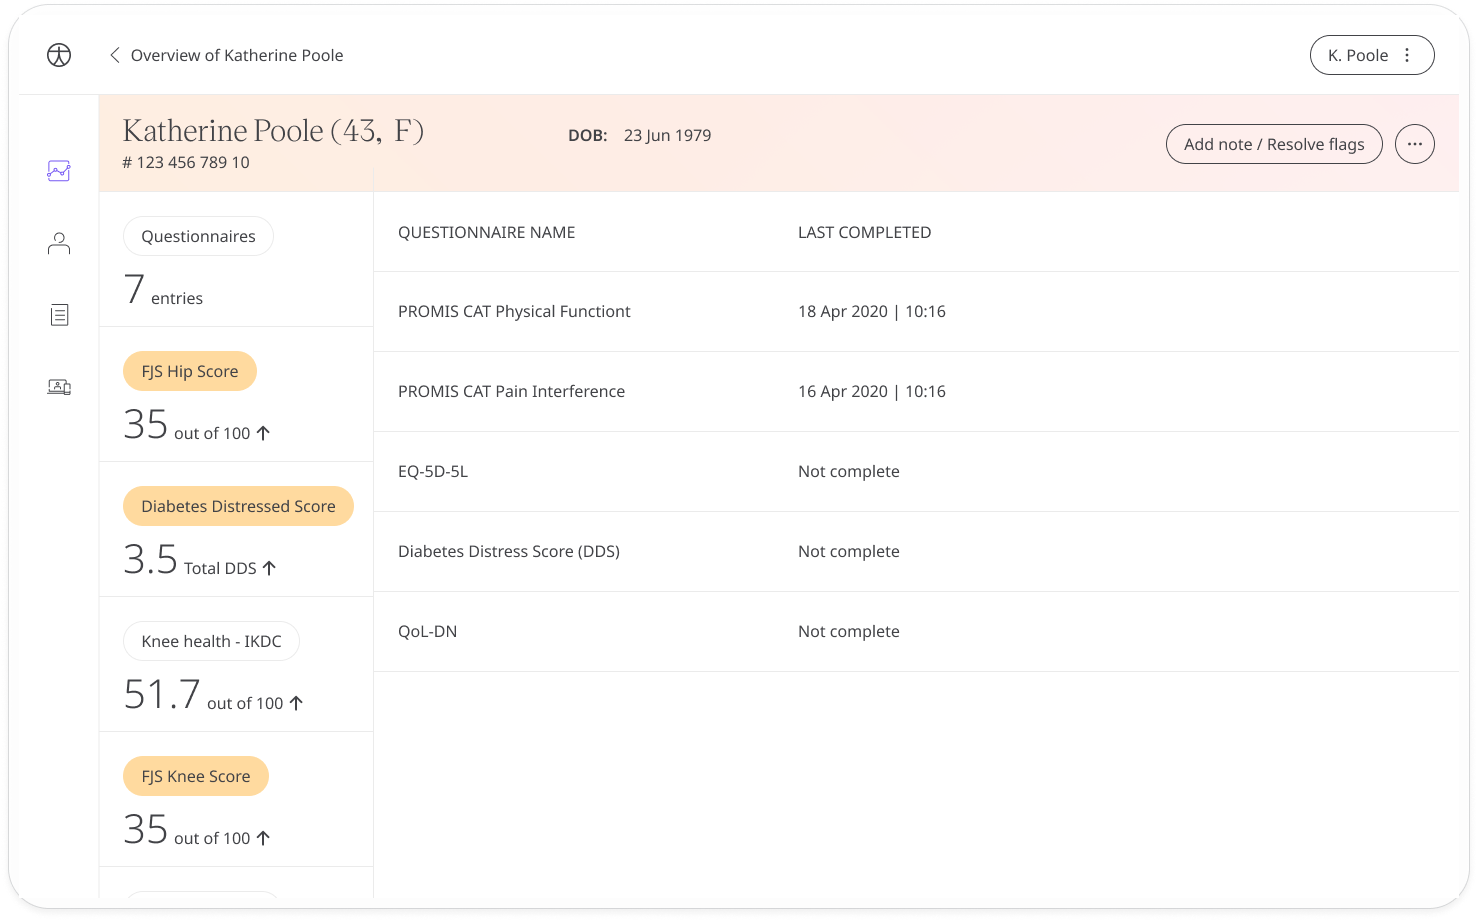 Overview of Katherine Poole
K. Poole
Katherine Poole (43, F)
# 123 456 789 10
DOB: 23 Jun 1979
Add note / Resolve flags
Questionnaires
7 entries
FJS Hip Score
35 out of 100 ↑
Diabetes Distressed Score
3.5 Total DDS ↑
Knee health - IKDC
51.7 out of 100 ↑
FJS Knee Score
35 out of 100 ↑
QUESTIONNAIRE NAME LAST COMPLETED
PROMIS CAT Physical Functiont 18 Apr 2020 | 10:16
PROMIS CAT Pain Interference 16 Apr 2020 | 10:16
EQ-5D-5L Not complete
Diabetes Distress Score (DDS) Not complete
QoL-DN Not complete